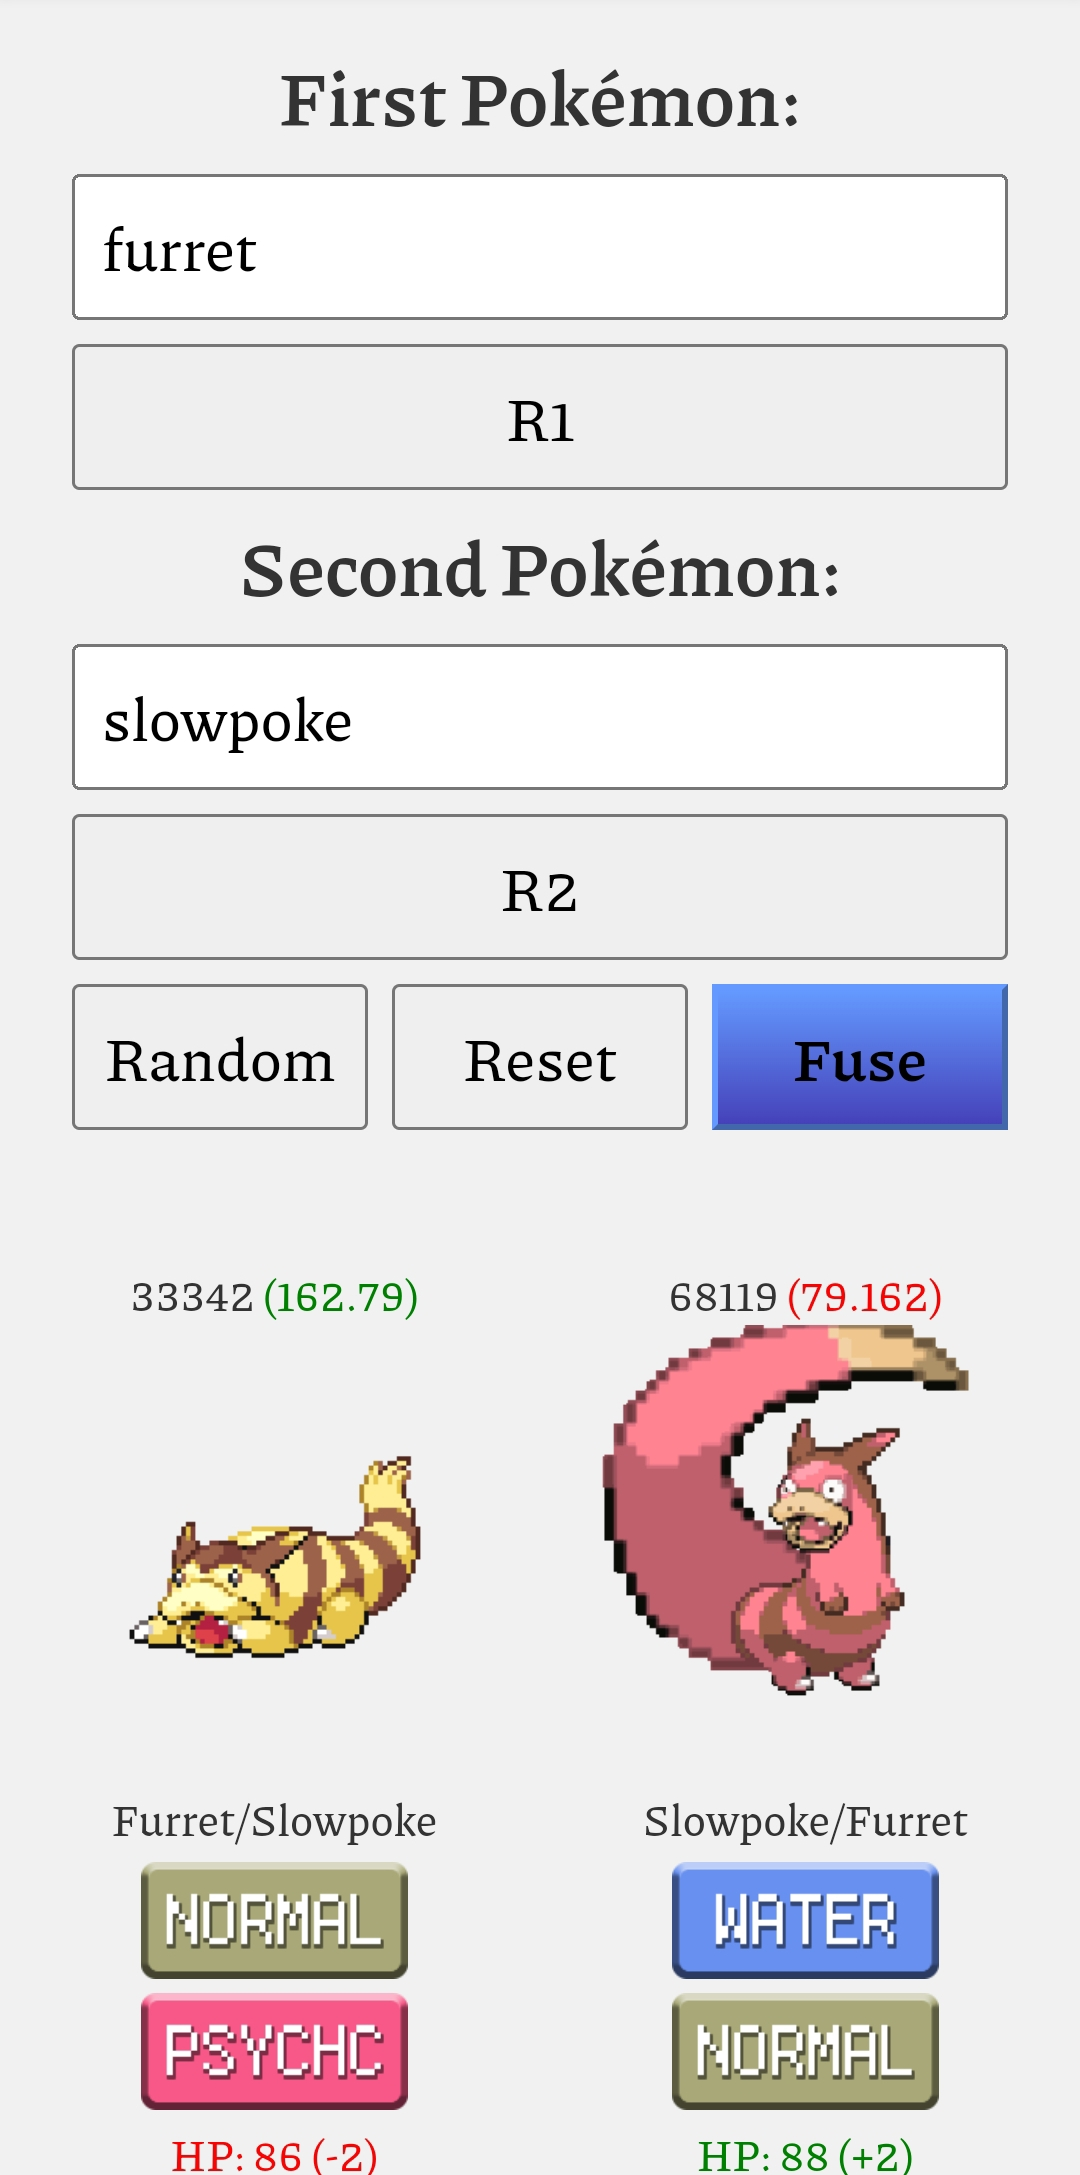 First Pokémon:
furret
R1
Second Pokémon:
slowpoke
R2
Random Reset Fuse
33342 (162.79) 68119 (79.162)
Furret/Slowpoke Slowpoke/Furret
NORMAL WATER
PSYCHC NORMAL
HP: 86 (-2) HP: 88 (+2)